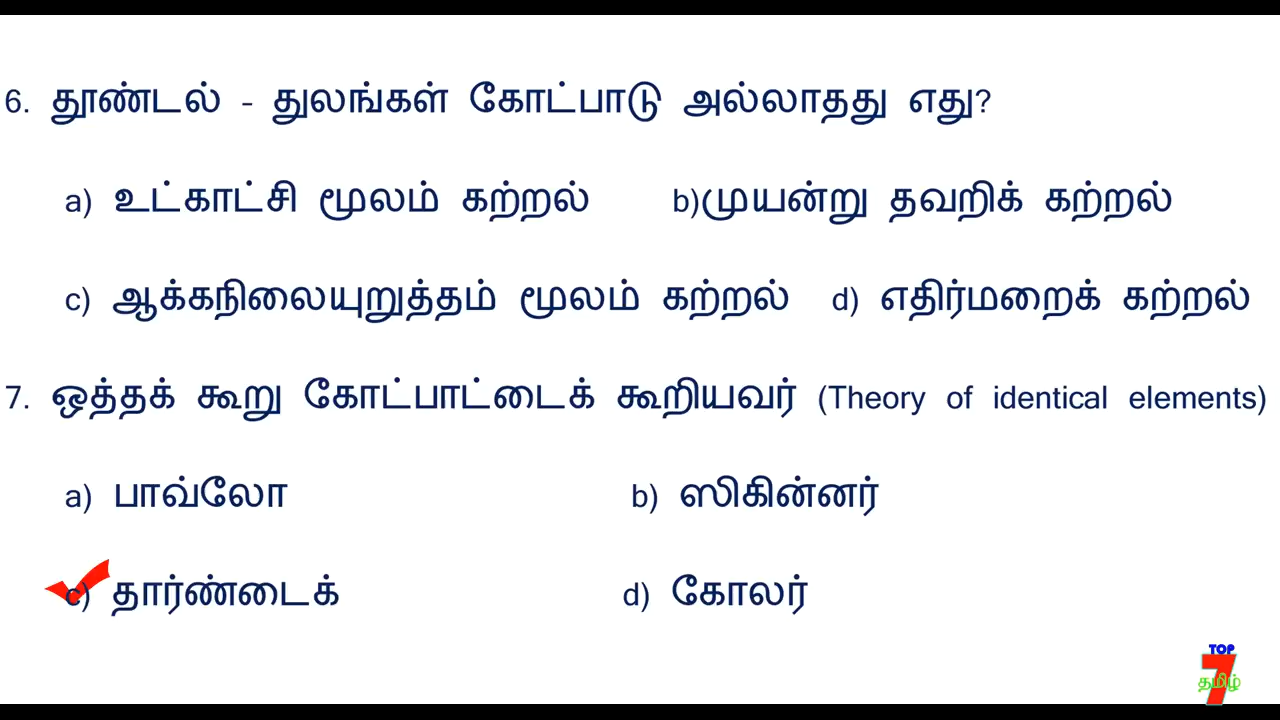 6. தூண்டல் - துலங்கள் கோட்பாடு அல்லாதது எது?
a) உட்காட்சி மூலம் கற்றல் b)முயன்று தவறிக் கற்றல்
c) ஆக்கநிலையுறுத்தம் மூலம் கற்றல் d) எதிர்மறைக் கற்றல்
7. ஒத்தக் கூறு கோட்பாட்டைக் கூறியவர் (Theory of identical elements)
a) பாவ்லோ b) ஸிகின்னர்
c) தார்ண்டைக் d) கோலர்
TOP
7
தமிழ்